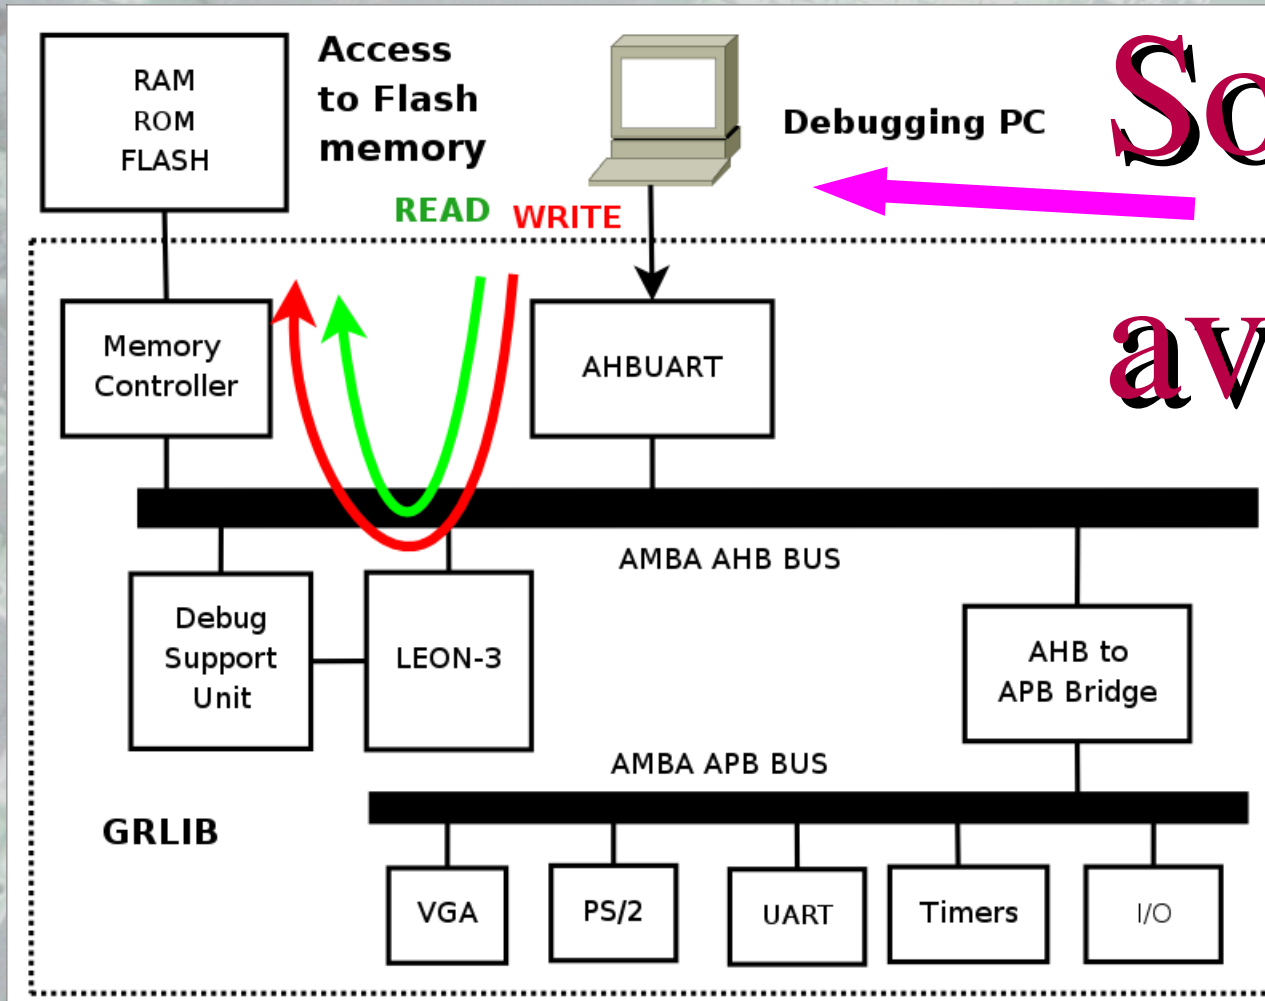 RAM
ROM
FLASH
Access
to Flash
memory
Debugging PC
READ
WRITE
Memory
Controller
AHBUART
AMBA AHB BUS
Debug
Support
Unit
LEON-3
AHB to
APB Bridge
AMBA APB BUS
GRLIB
VGA
PS/2
UART
Timers
I/O